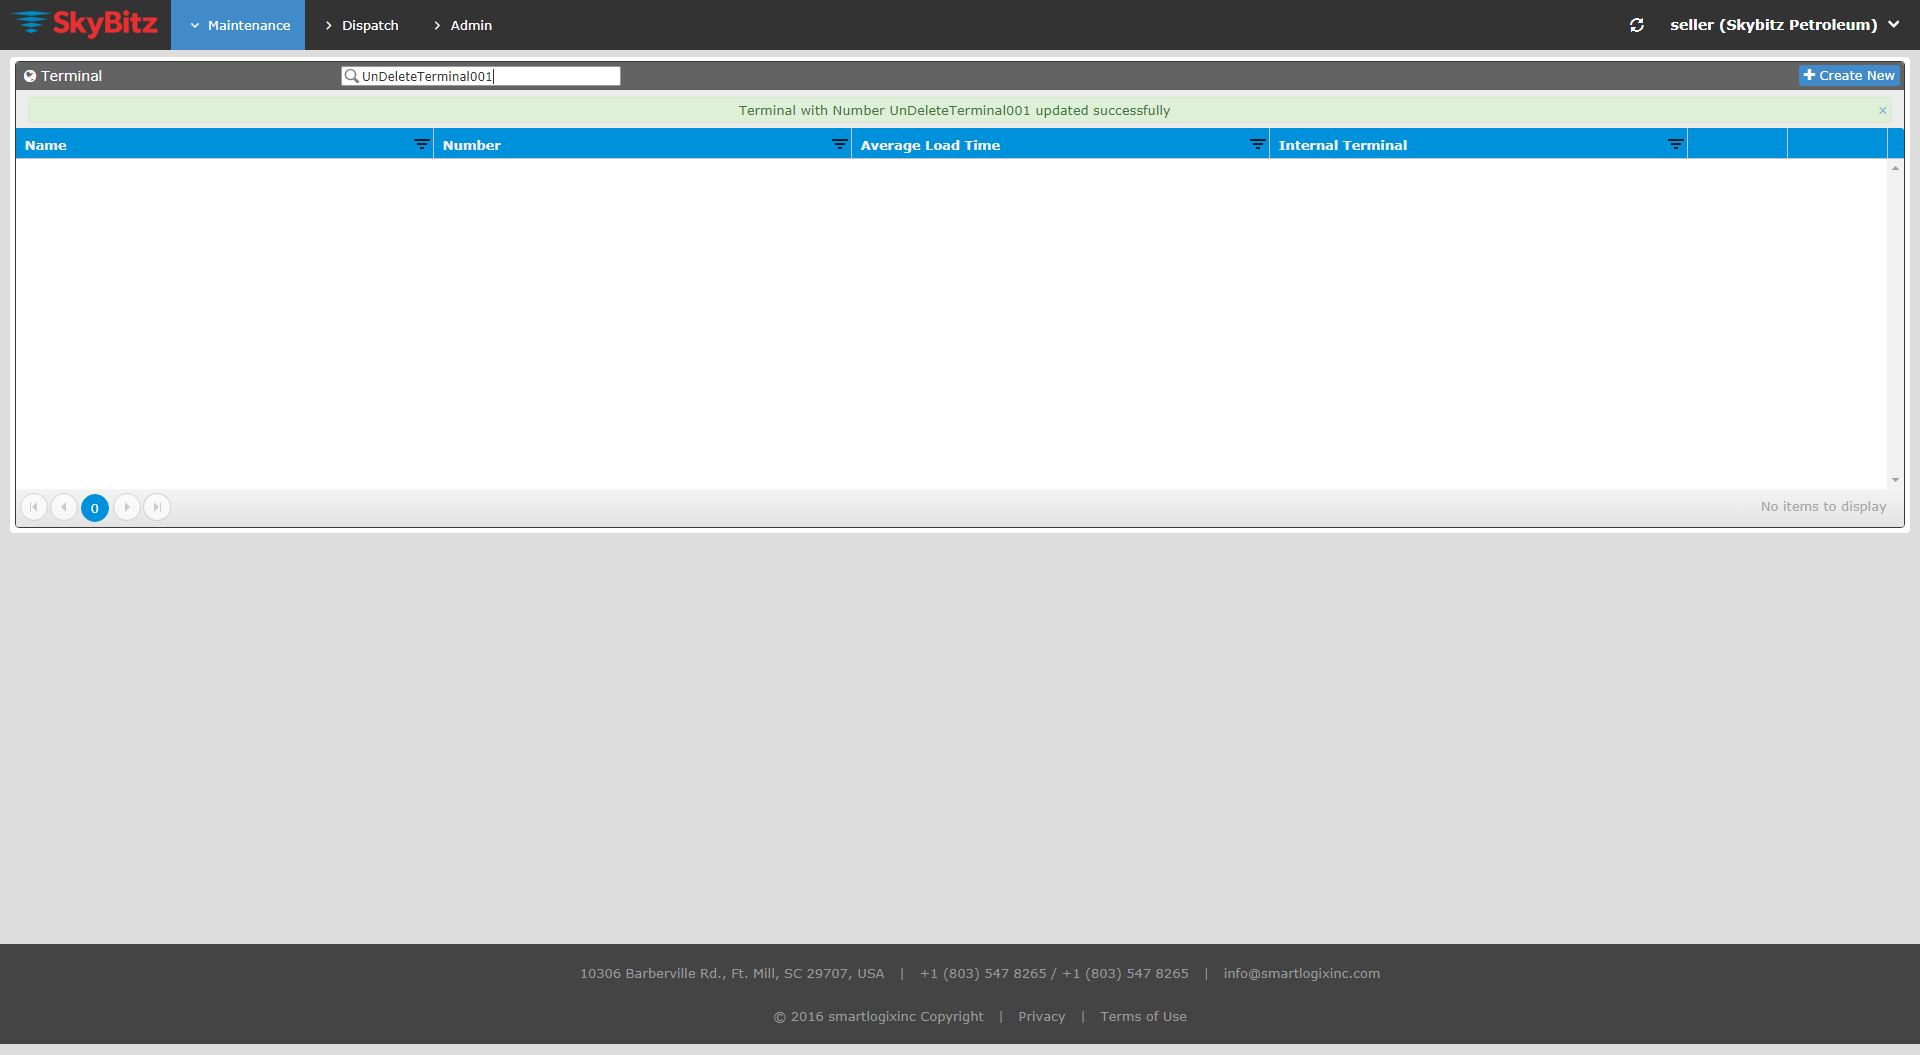 SkyBitz Maintenance Dispatch Admin seller (Skybitz Petroleum)
Terminal UnDeleteTerminal001 Create New
Terminal with Number UnDeleteTerminal001 updated successfully ×
Name Number Average Load Time Internal Terminal
0 No items to display
10306 Barberville Rd., Ft. Mill, SC 29707, USA | +1 (803) 547 8265 / +1 (803) 547 8265 | info@smartlogixinc.com
© 2016 smartlogixinc Copyright | Privacy | Terms of Use